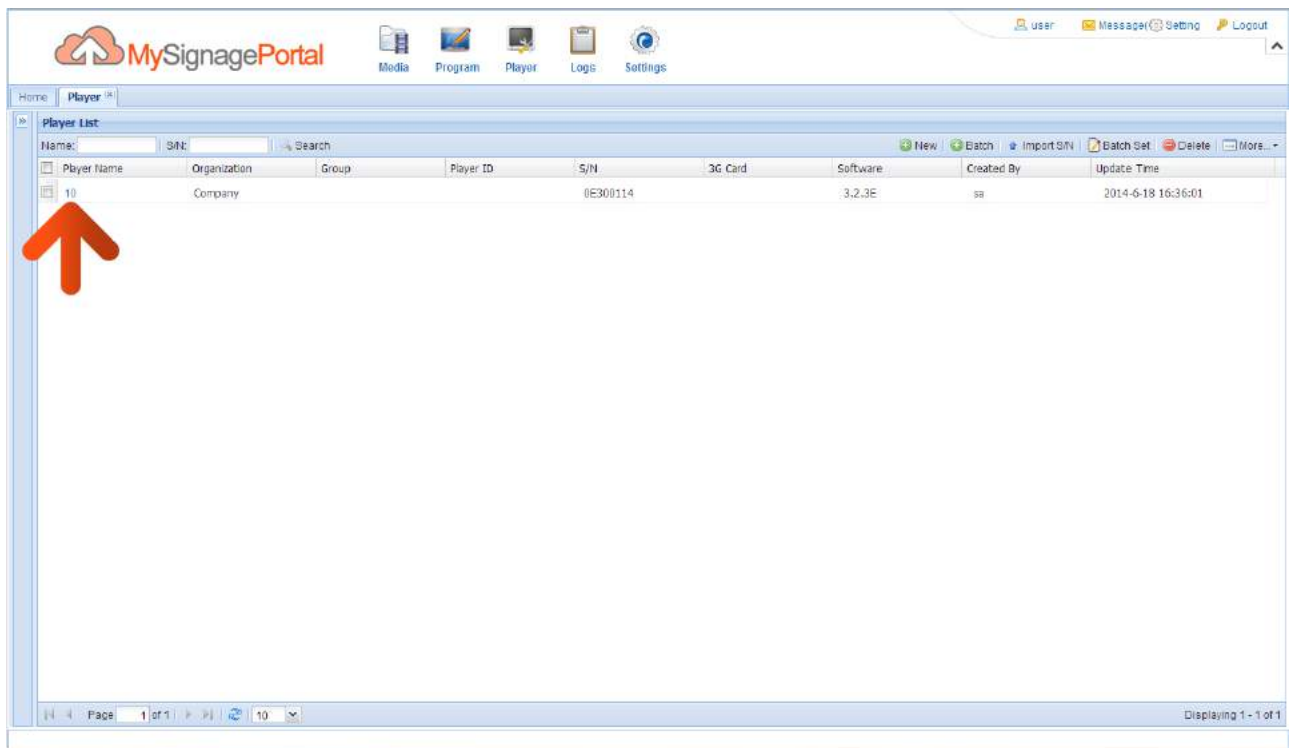 user Message( Setting Logout
MySignagePortal
Media Program Player Logs Settings
Home Player
Player List
Name: S/N: Search New Batch Import S/N Batch Set Delete More...
Player Name Organization Group Player ID S/N 3G Card Software Created By Update Time
10 Company 0E300114 3.2.3E sa 2014-6-18 16:36:01
Page 1 of 1 10 Displaying 1 - 1 of 1